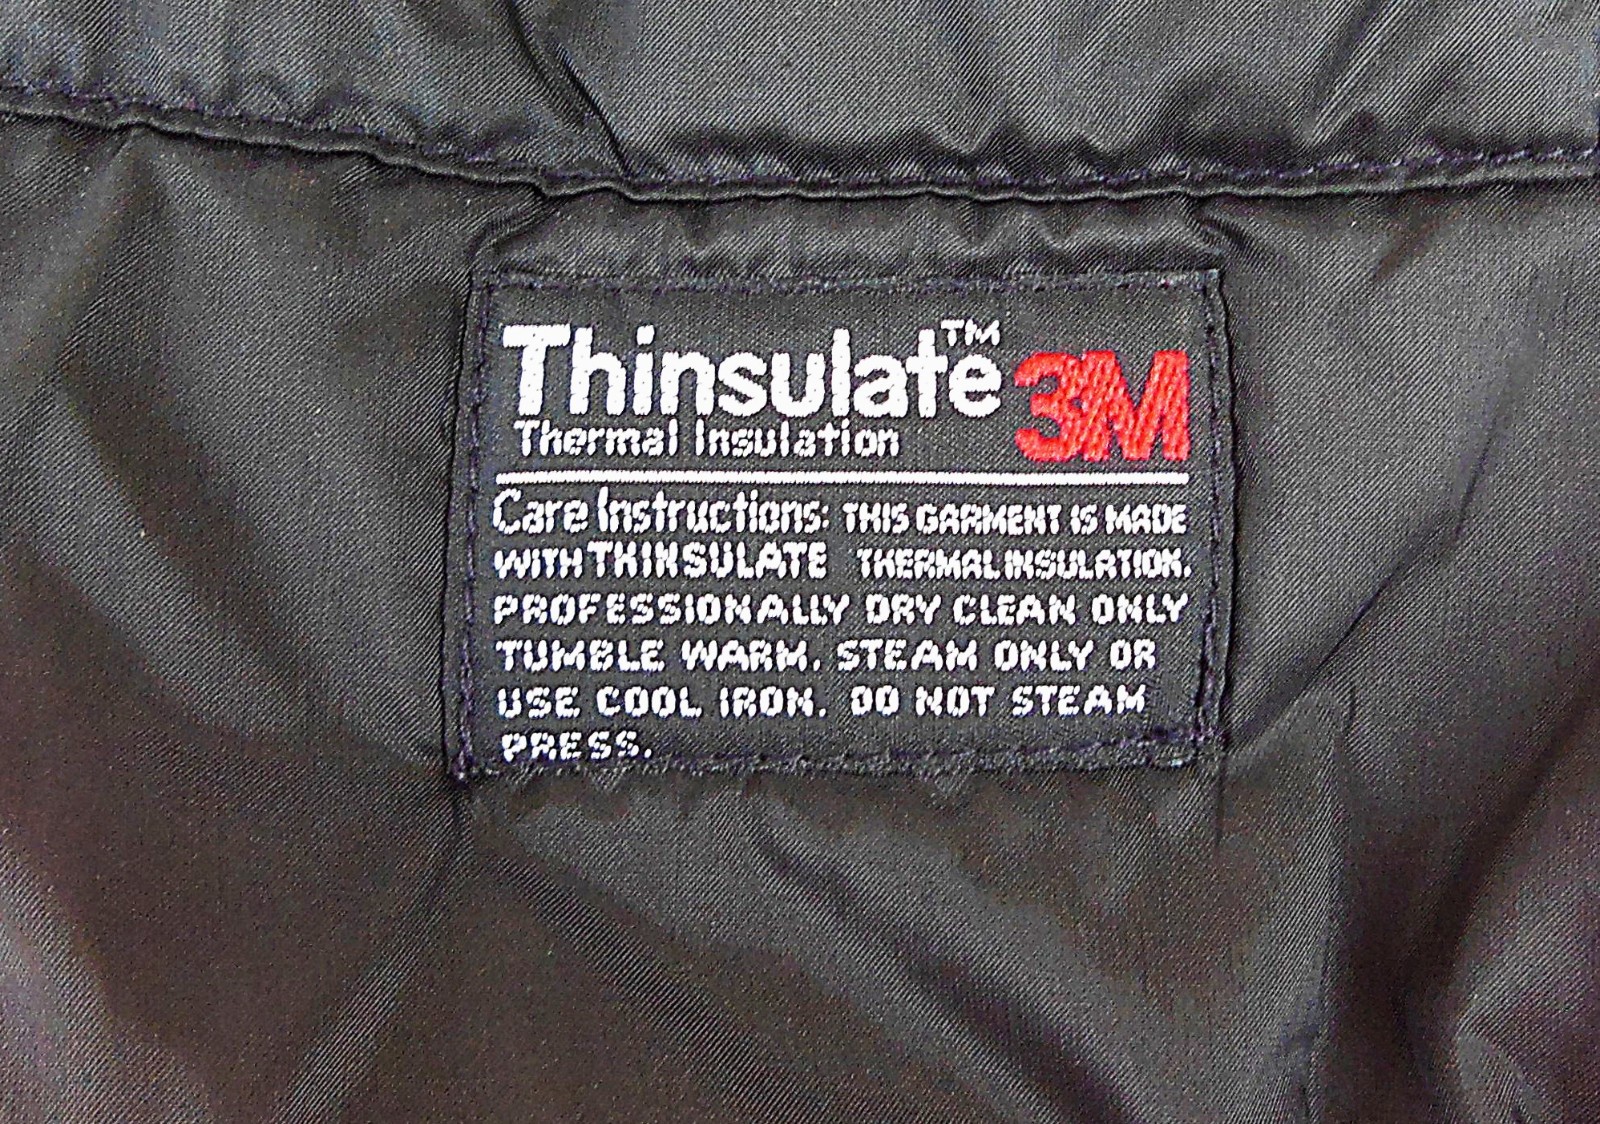 Thinsulate™ 3M
Thermal Insulation
Care Instructions: THIS GARMENT IS MADE
WITH THINSULATE THERMAL INSULATION.
PROFESSIONALLY DRY CLEAN ONLY
TUMBLE WARM. STEAM ONLY OR
USE COOL IRON. DO NOT STEAM
PRESS.